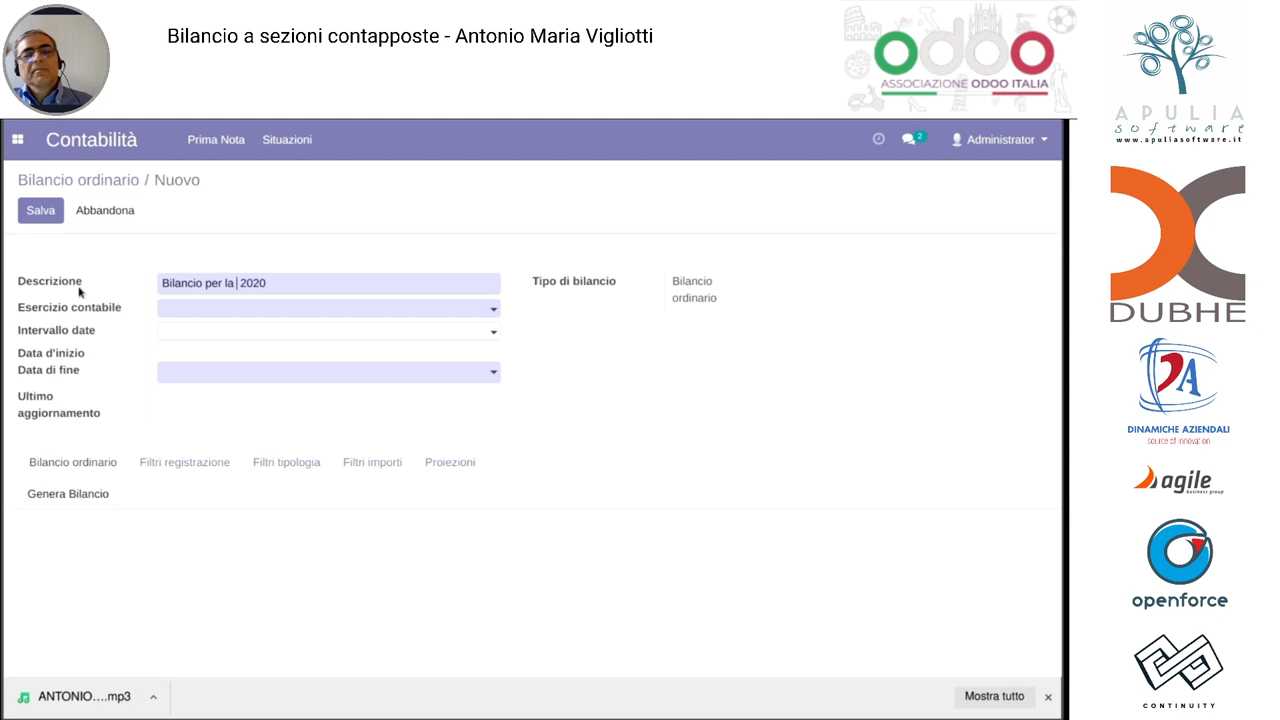 Bilancio a sezioni contapposte - Antonio Maria Vigliotti
odoo
ASSOCIAZIONE ODOO ITALIA
APULIA
software
www.apuliasoftware.it
Contabilità
Prima Nota
Situazioni
2
Administrator
Bilancio ordinario / Nuovo
Salva
Abbandona
Descrizione
Bilancio per la 2020
Tipo di bilancio
Bilancio
ordinario
Esercizio contabile
Intervallo date
Data d'inizio
Data di fine
Ultimo
aggiornamento
Bilancio ordinario
Filtri registrazione
Filtri tipologia
Filtri importi
Proiezioni
Genera Bilancio
ANTONIO....mp3
Mostra tutto
DUBHE
DA
DINAMICHE AZIENDALI
source of innovation
agile
business group
openforce
CONTINUITY